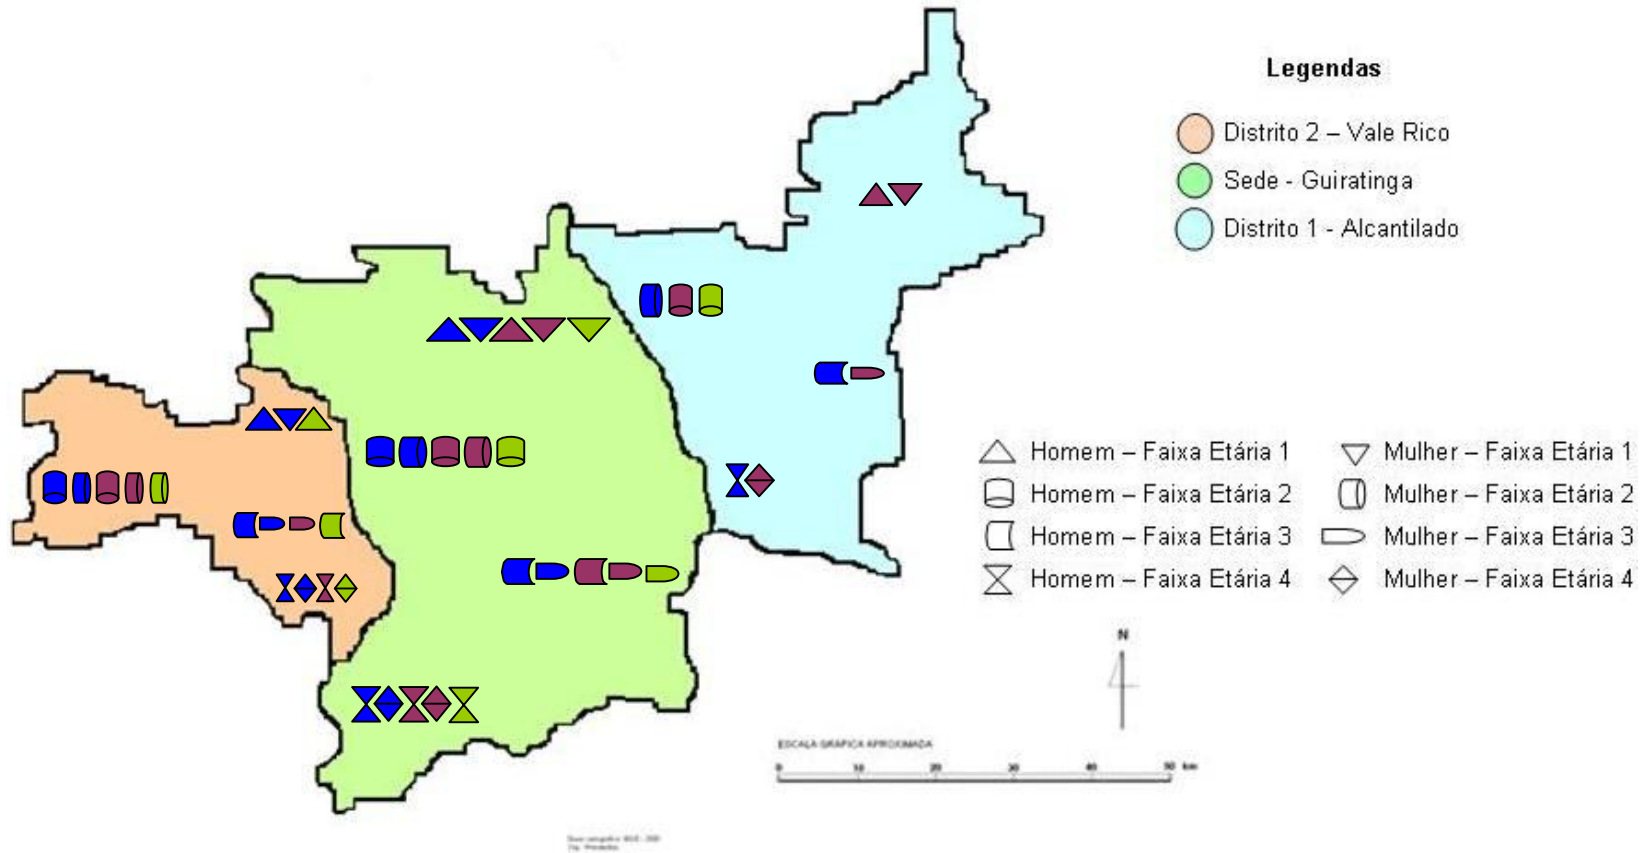 Legendas
Distrito 2 – Vale Rico
Sede - Guiratinga
Distrito 1 - Alcantilado
Homem – Faixa Etária 1
Mulher – Faixa Etária 1
Homem – Faixa Etária 2
Mulher – Faixa Etária 2
Homem – Faixa Etária 3
Mulher – Faixa Etária 3
Homem – Faixa Etária 4
Mulher – Faixa Etária 4
N
ESCALA GRÁFICA APROXIMADA
0 10 20 30 40 50 km